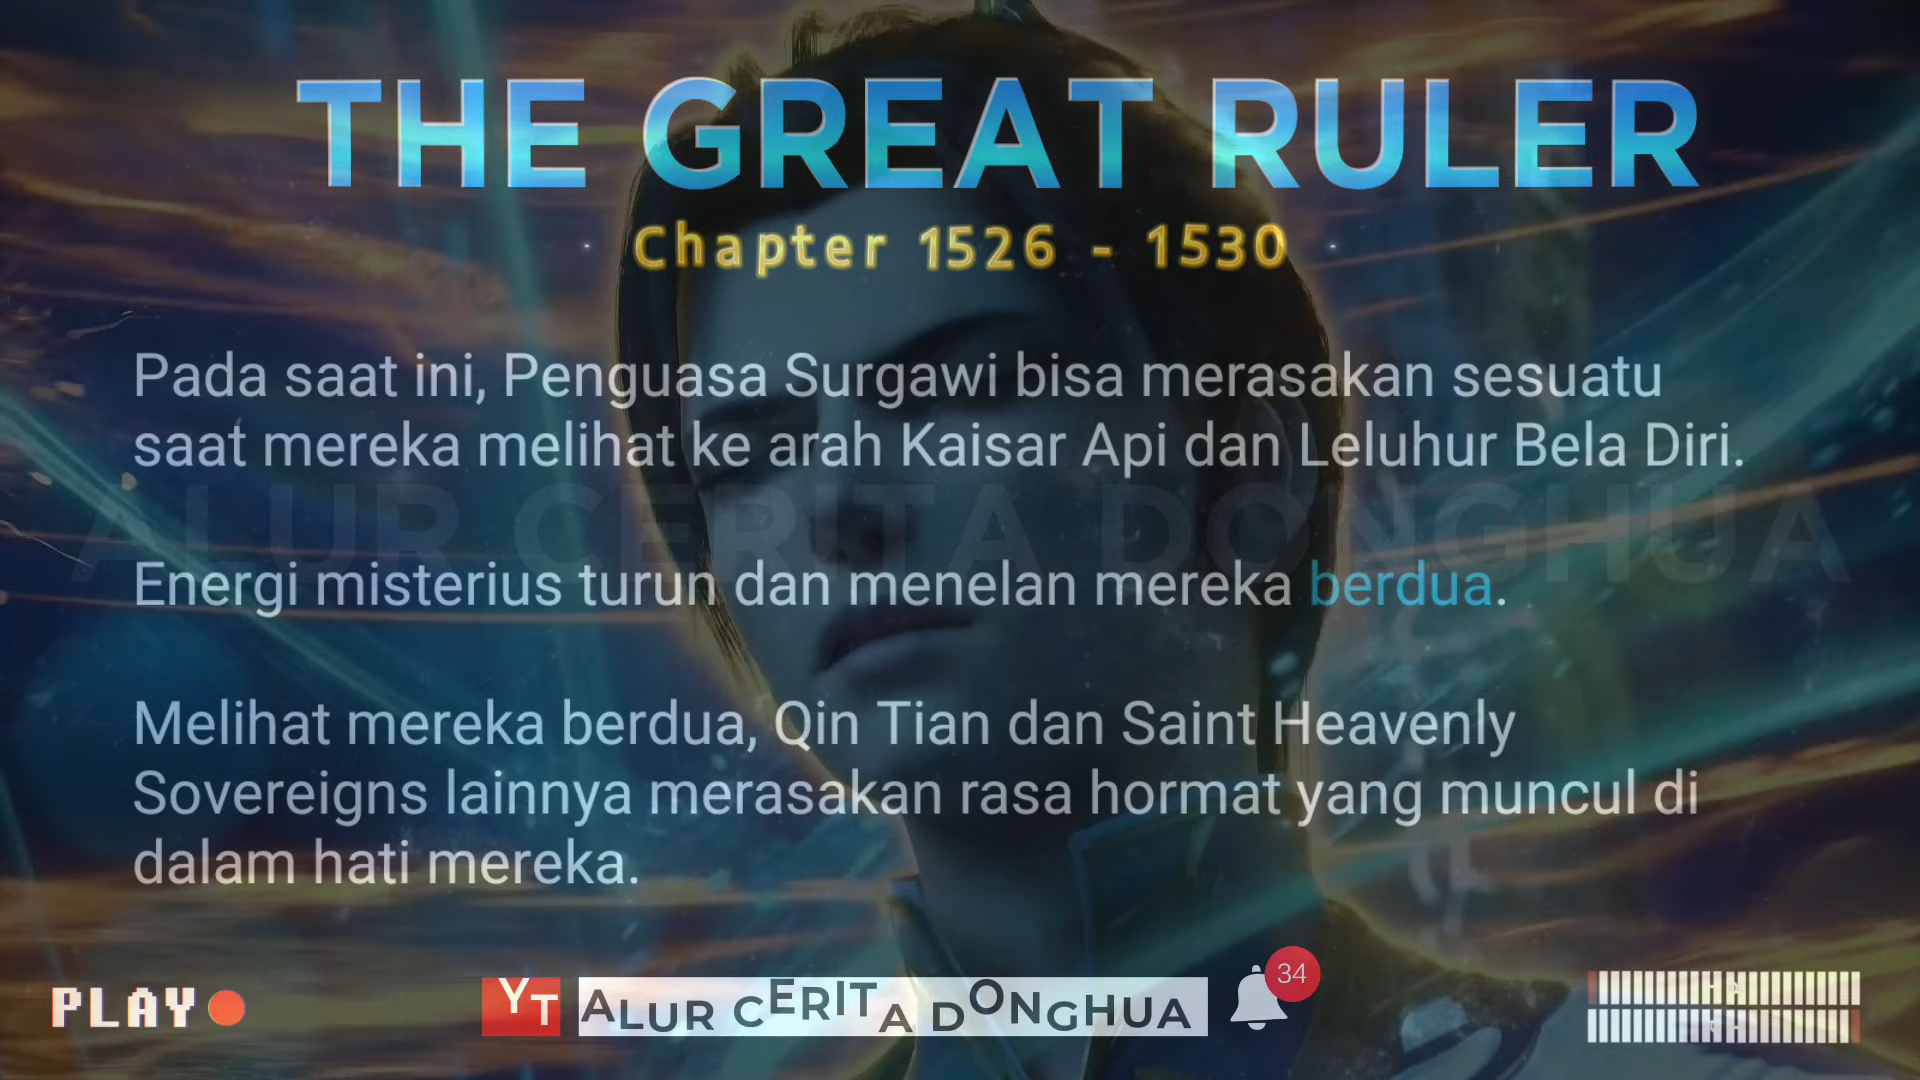 THE GREAT RULER
Chapter 1526 - 1530
Pada saat ini, Penguasa Surgawi bisa merasakan sesuatu
saat mereka melihat ke arah Kaisar Api dan Leluhur Bela Diri.
ALUR CERITA DONGHUA
Energi misterius turun dan menelan mereka berdua.
Melihat mereka berdua, Qin Tian dan Saint Heavenly
Sovereigns lainnya merasakan rasa hormat yang muncul di
dalam hati mereka.
PLAY
YT ALUR CERITA DONGHUA
34